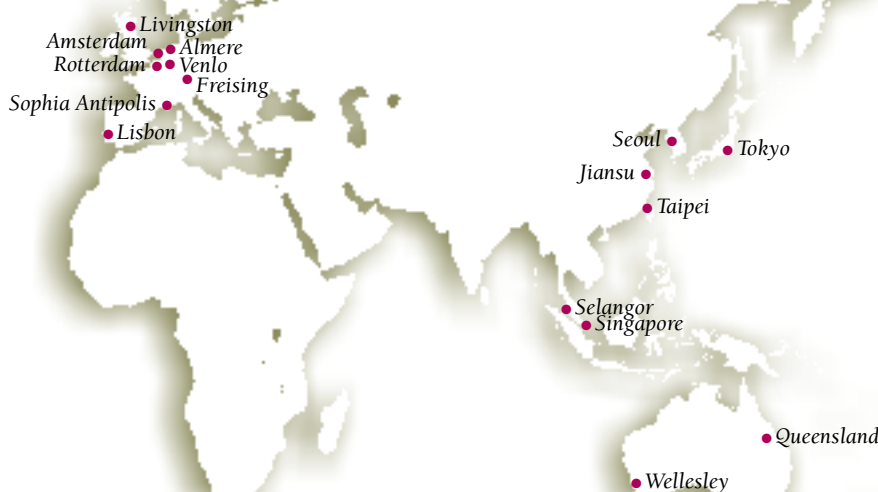 Livingston
Amsterdam
Almere
Rotterdam
Venlo
Freising
Sophia Antipolis
Lisbon
Seoul
Tokyo
Jiansu
Taipei
Selangor
Singapore
Queensland
Wellesley